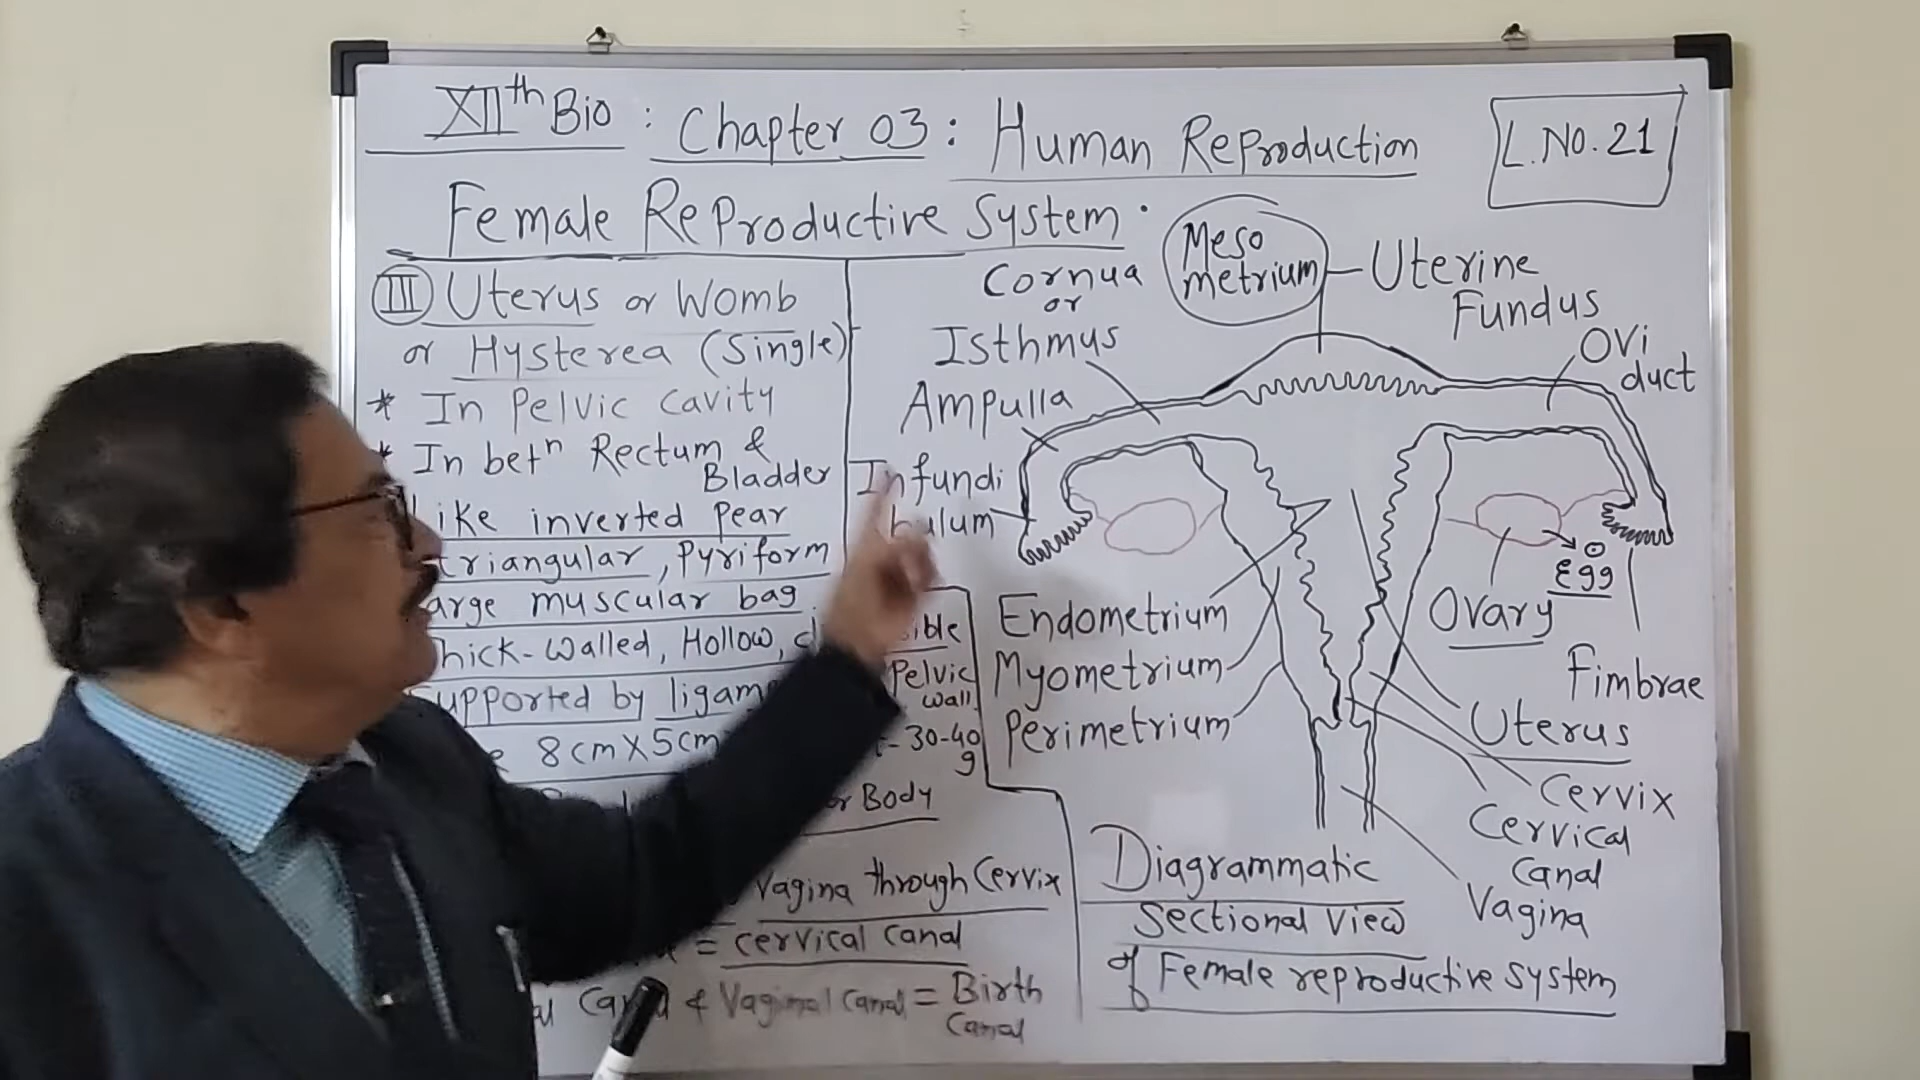 XIIth Bio : Chapter 03 : Human Reproduction
L. No. 21
Female Reproductive System.
III Uterus or Womb
or Hysterea (Single)
* In Pelvic cavity
* In betn Rectum &
Bladder
Like inverted pear
triangular, Pyriform
Large muscular bag
Thick-walled, Hollow,
Supported by
Pelvic
wall
8cm X 5cm
30-40
g
or Body
Vagina through Cervix
= cervical canal
Canal & Vaginal canal = Birth
Canal
Meso
metrium
Uterine
Fundus
Cornua
or
Isthmus
Ovi
duct
Ampulla
Infundi
bulum
Egg
Ovary
Fimbrae
Endometrium
Myometrium
Perimetrium
Uterus
Cervix
Cervical
Canal
Vagina
Diagrammatic
Sectional View
of Female reproductive system